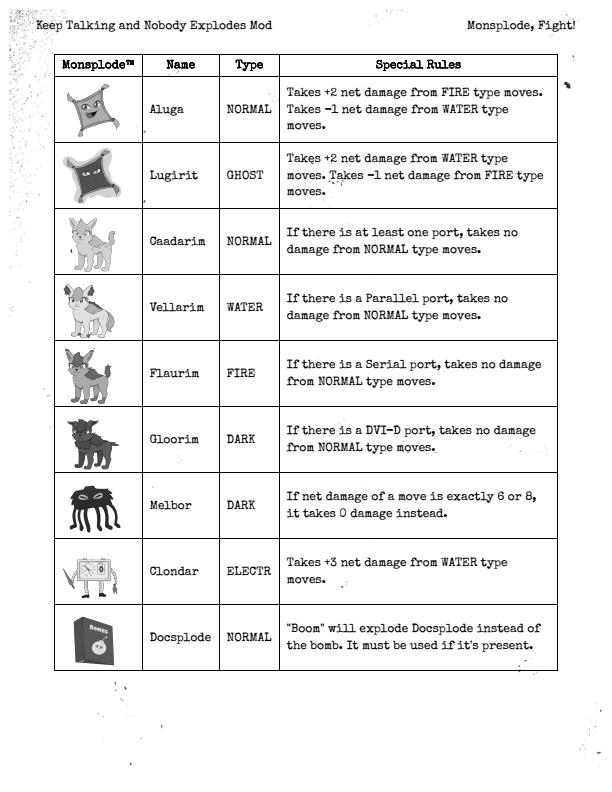 Keep Talking and Nobody Explodes Mod
Monsplode, Fight!
Monsplode™ Name Type Special Rules
Aluga NORMAL Takes +2 net damage from FIRE type moves.
Takes -1 net damage from WATER type
moves.
Lugirit GHOST Takes +2 net damage from WATER type
moves. Takes -1 net damage from FIRE type
moves.
Caadarim NORMAL If there is at least one port, takes no
damage from NORMAL type moves.
Vellarim WATER If there is a Parallel port, takes no
damage from NORMAL type moves.
Flaurim FIRE If there is a Serial port, takes no damage
from NORMAL type moves.
Gloorim DARK If there is a DVI-D port, takes no damage
from NORMAL type moves.
Melbor DARK If net damage of a move is exactly 6 or 8,
it takes 0 damage instead.
Clondar ELECTR Takes +3 net damage from WATER type
moves.
Bombs
Docsplode NORMAL "Boom" will explode Docsplode instead of
the bomb. It must be used if it's present.